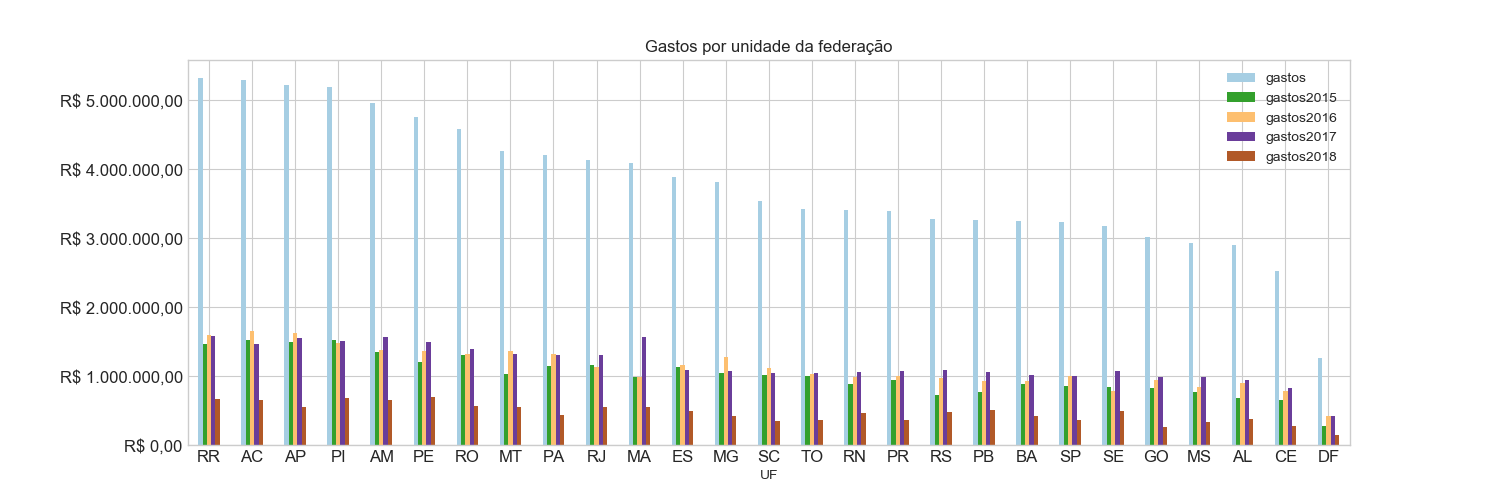 Gastos por unidade da federação
R$ 5.000.000,00
R$ 4.000.000,00
R$ 3.000.000,00
R$ 2.000.000,00
R$ 1.000.000,00
R$ 0,00
gastos
gastos2015
gastos2016
gastos2017
gastos2018
RR AC AP PI AM PE RO MT PA RJ MA ES MG SC TO RN PR RS PB BA SP SE GO MS AL CE DF
UF